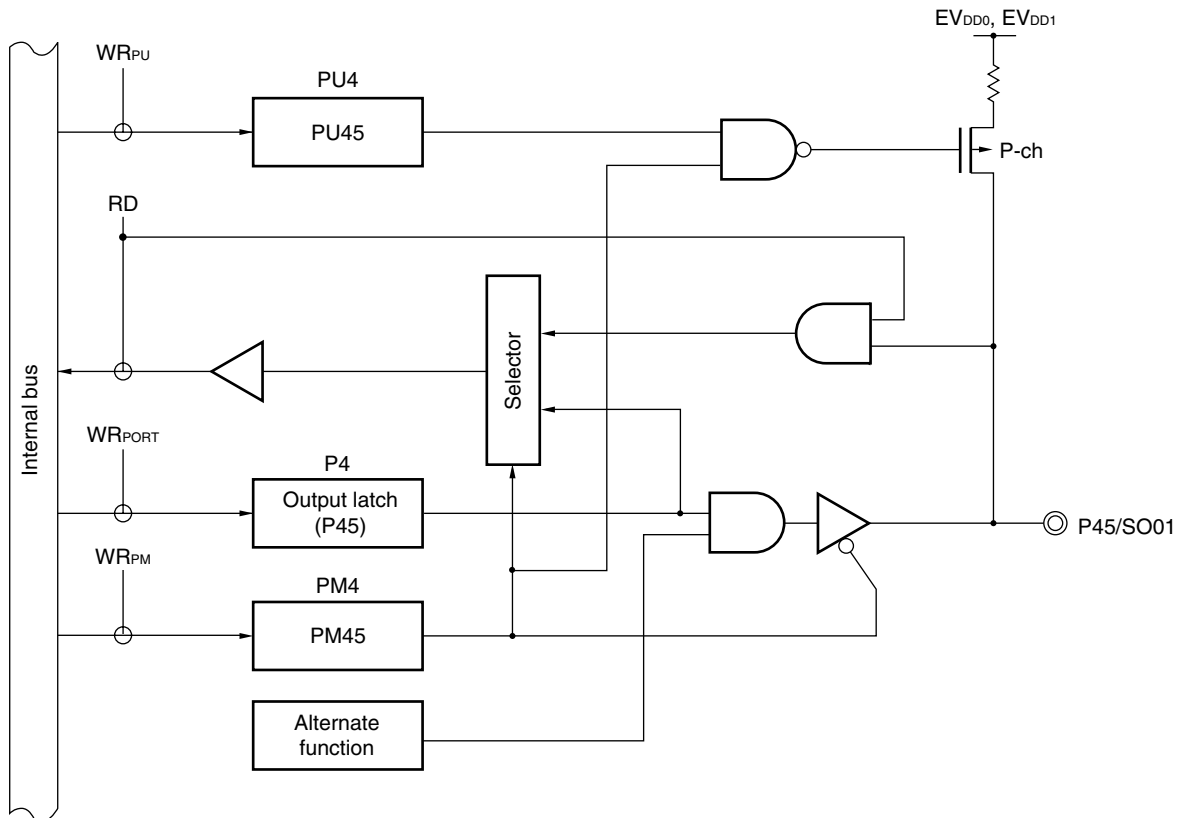 EVDD0, EVDD1
WRPU
PU4
PU45
P-ch
RD
Internal bus
Selector
WRPORT
P4
Output latch
(P45)
P45/SO01
WRPM
PM4
PM45
Alternate
function